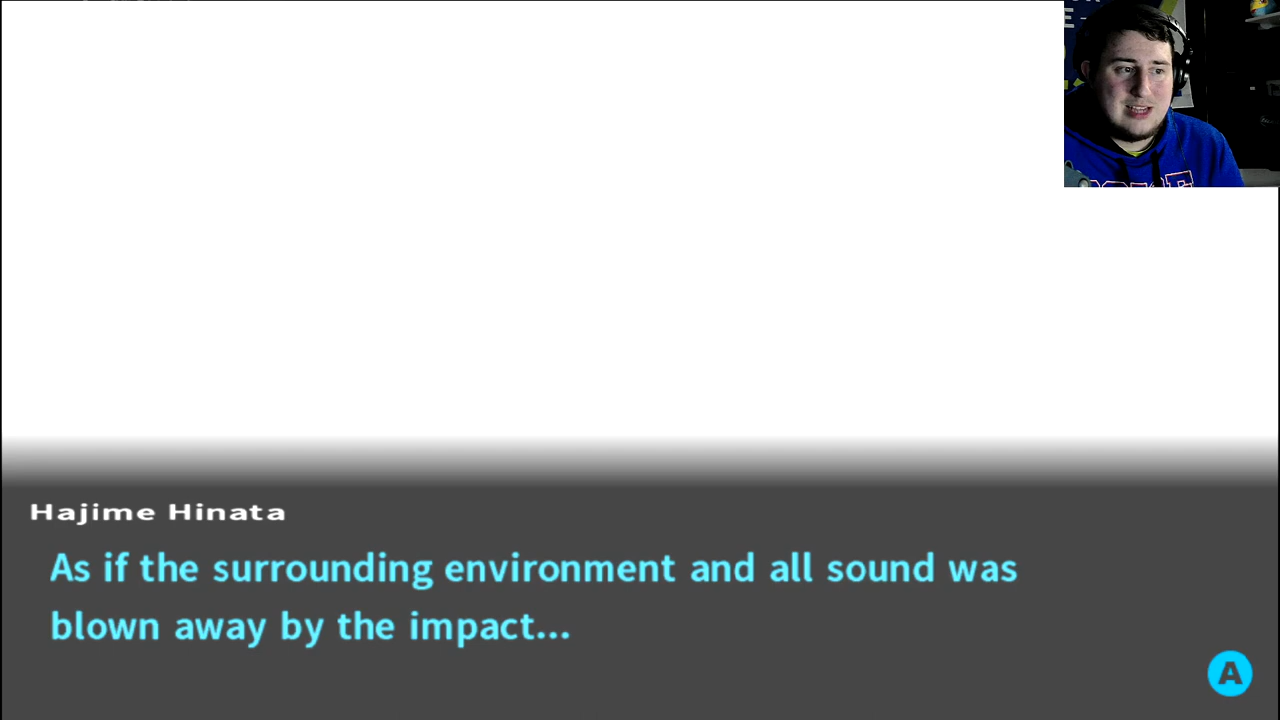 Hajime Hinata
As if the surrounding environment and all sound was
blown away by the impact...
A